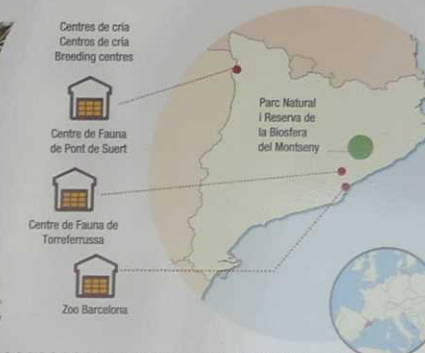 Centres de cria
Centros de cría
Breeding centres
Centre de Fauna
de Pont de Suert
Parc Natural
i Reserva de
la Biosfera
del Montseny
Centre de Fauna de
Torreferrussa
Zoo Barcelona